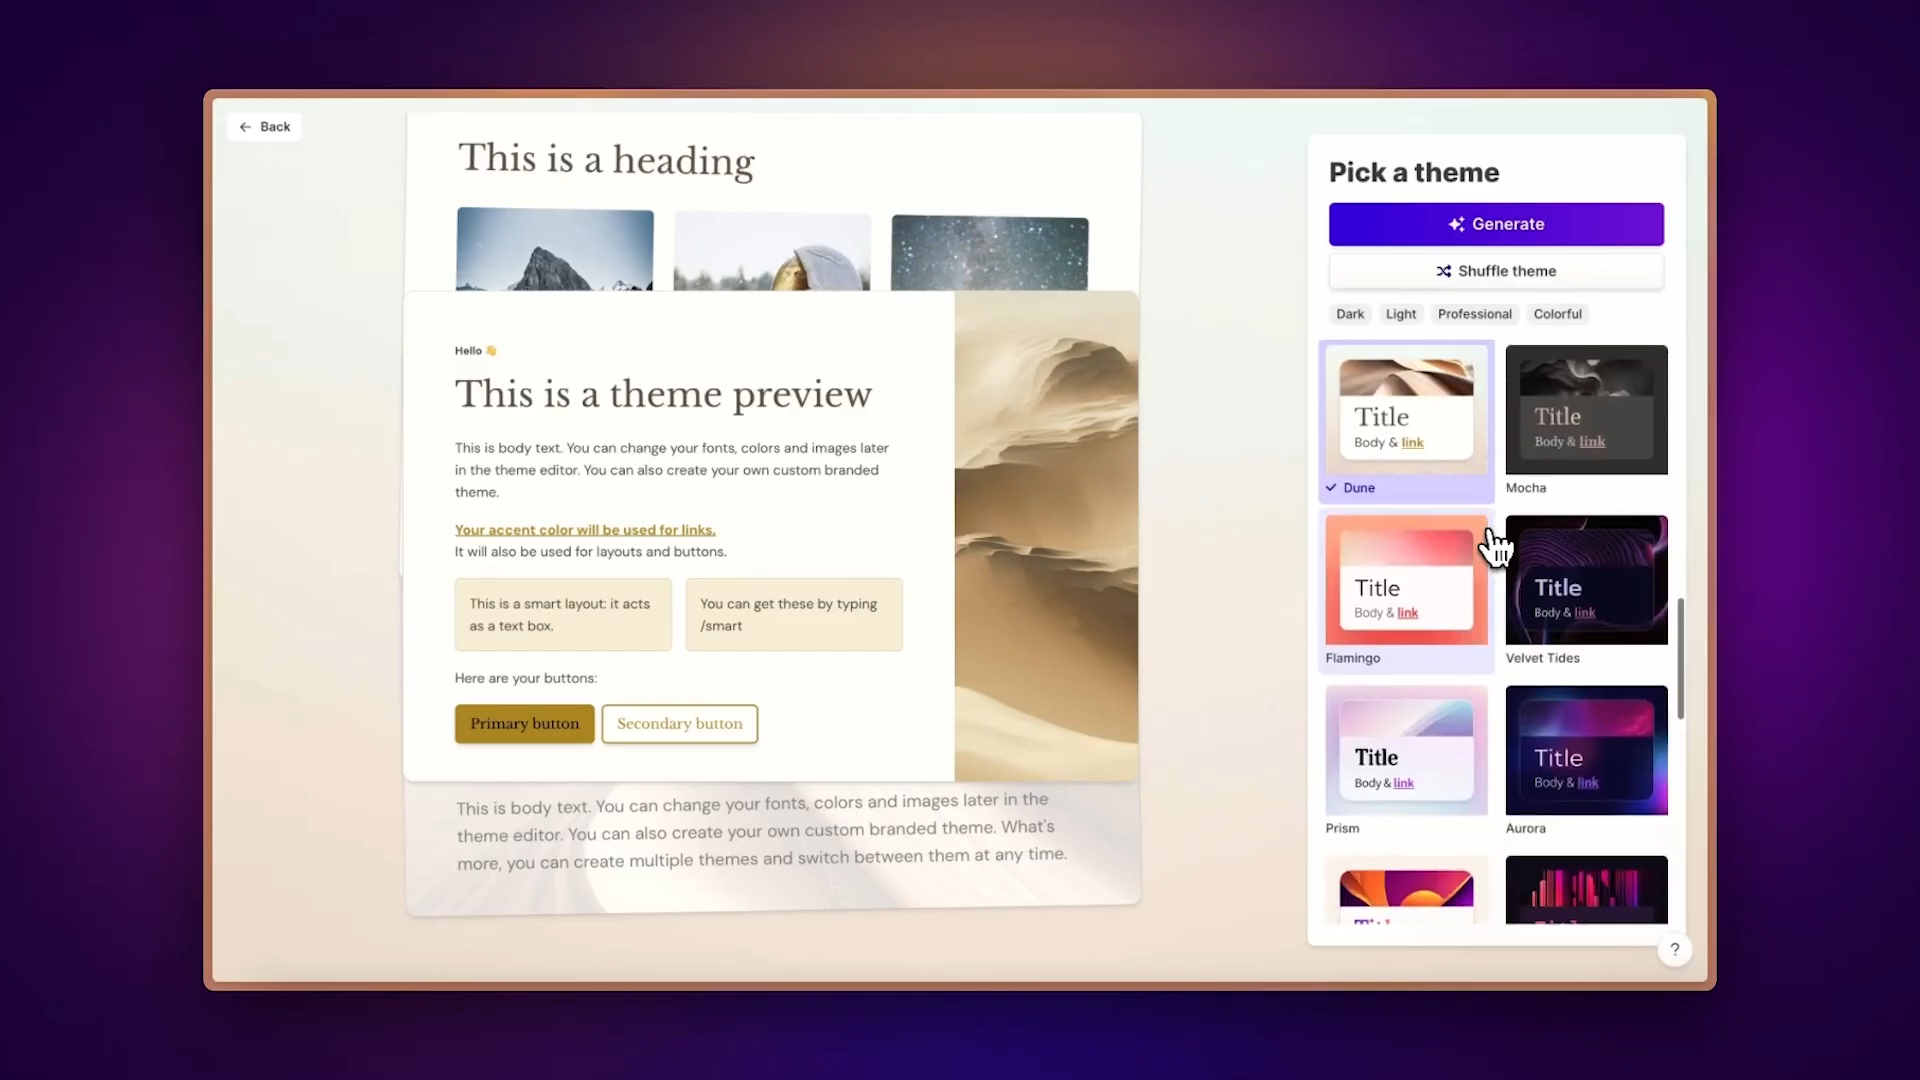 Back
This is a heading
Hello 👋
This is a theme preview
This is body text. You can change your fonts, colors and images later
in the theme editor. You can also create your own custom branded
theme.
Your accent color will be used for links.
It will also be used for layouts and buttons.
This is a smart layout: it acts
as a text box.
You can get these by typing
/smart
Here are your buttons:
Primary button
Secondary button
This is body text. You can change your fonts, colors and images later in the
theme editor. You can also create your own custom branded theme. What's
more, you can create multiple themes and switch between them at any time.
Pick a theme
Generate
Shuffle theme
Dark
Light
Professional
Colorful
Title
Body & link
Dune
Title
Body & link
Mocha
Title
Body & link
Flamingo
Title
Body & link
Velvet Tides
Title
Body & link
Prism
Title
Body & link
Aurora
?